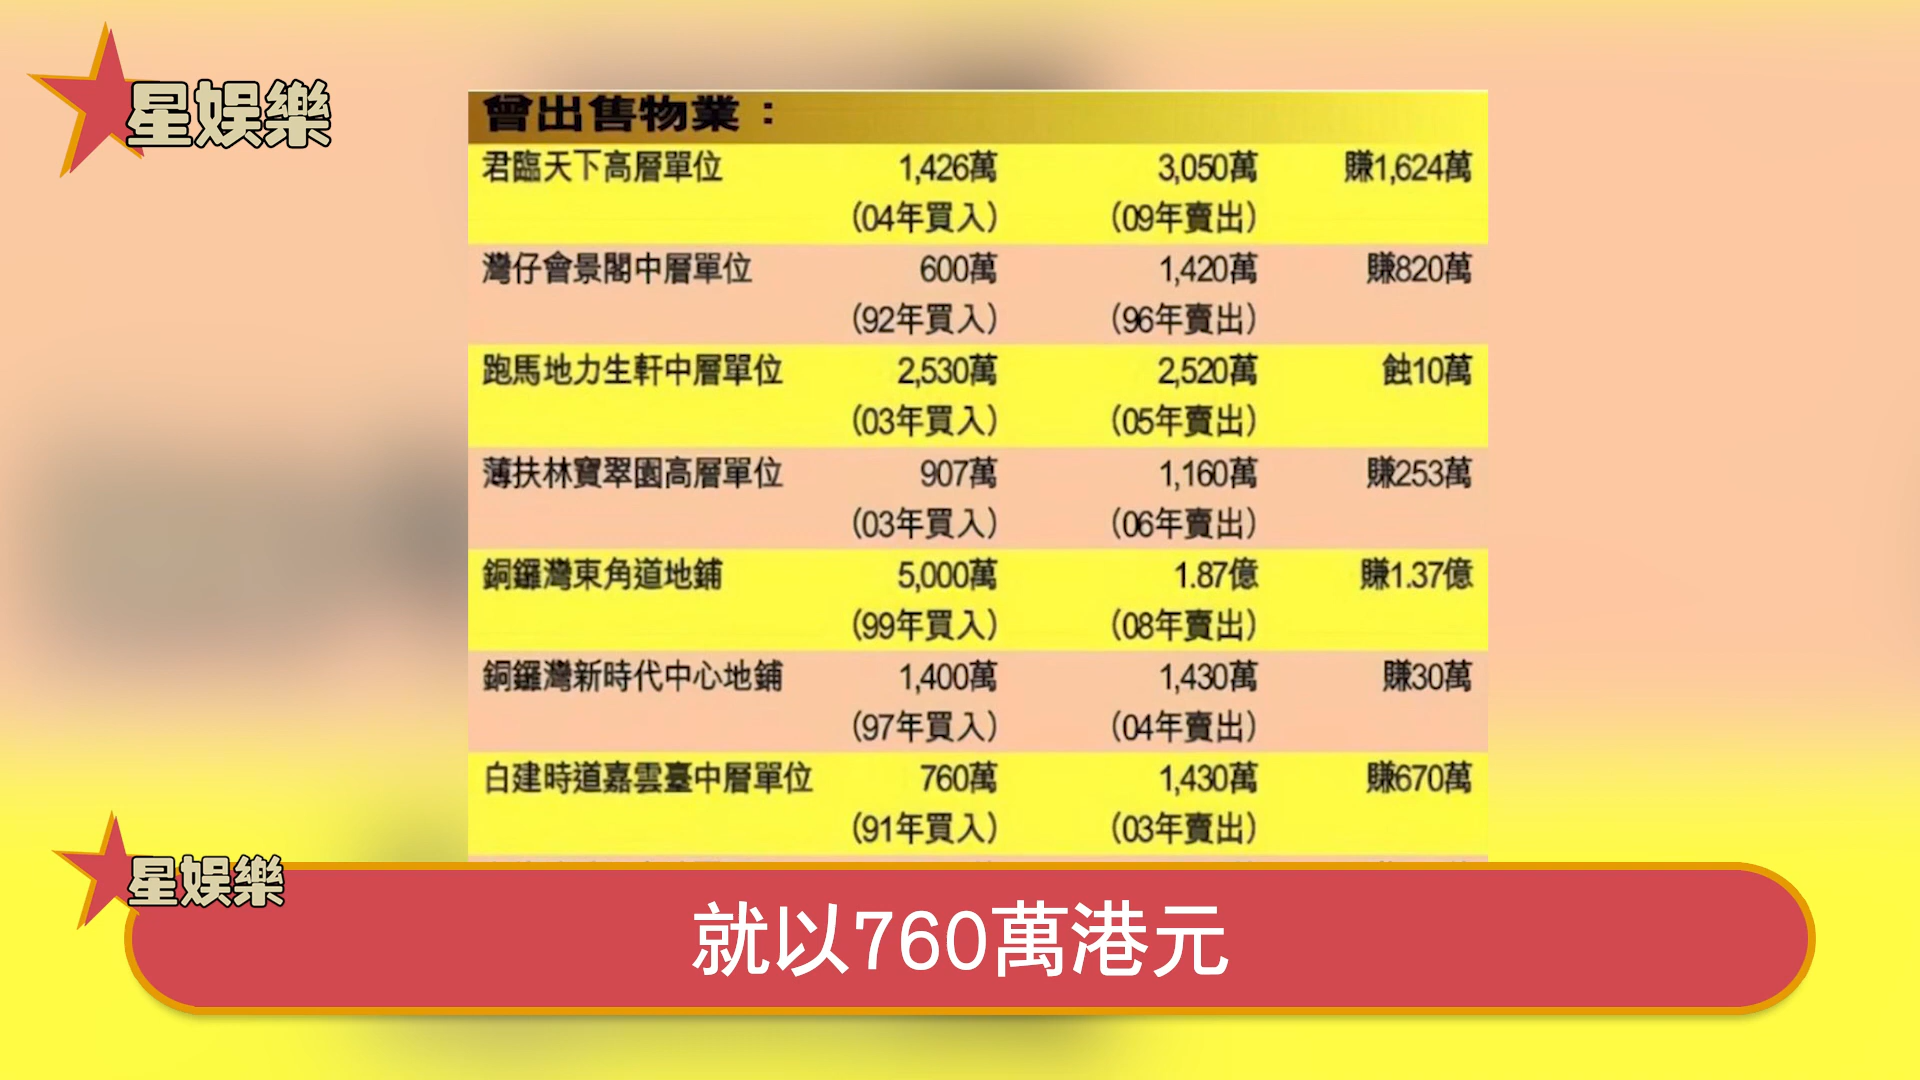 星娛樂
曾出售物業：
君臨天下高層單位 1,426萬 3,050萬 賺1,624萬
(04年買入) (09年賣出)
灣仔會景閣中層單位 600萬 1,420萬 賺820萬
(92年買入) (96年賣出)
跑馬地力生軒中層單位 2,530萬 2,520萬 蝕10萬
(03年買入) (05年賣出)
薄扶林寶翠園高層單位 907萬 1,160萬 賺253萬
(03年買入) (06年賣出)
銅鑼灣東角道地鋪 5,000萬 1.87億 賺1.37億
(99年買入) (08年賣出)
銅鑼灣新時代中心地鋪 1,400萬 1,430萬 賺30萬
(97年買入) (04年賣出)
白建時道嘉雲臺中層單位 760萬 1,430萬 賺670萬
(91年買入) (03年賣出)
星娛樂
就以760萬港元